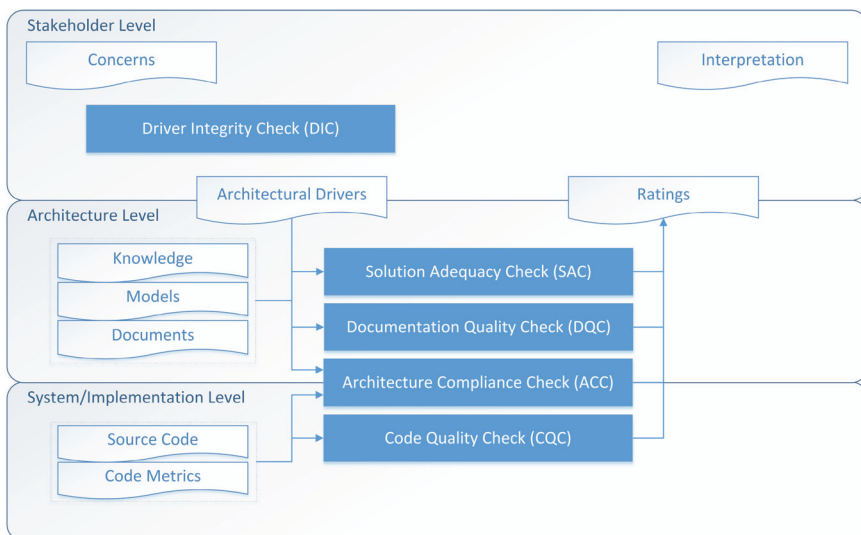 Stakeholder Level
Concerns
Interpretation
Driver Integrity Check (DIC)
Architectural Drivers
Ratings
Architecture Level
Knowledge
Models
Documents
Solution Adequacy Check (SAC)
Documentation Quality Check (DQC)
Architecture Compliance Check (ACC)
System/Implementation Level
Source Code
Code Metrics
Code Quality Check (CQC)